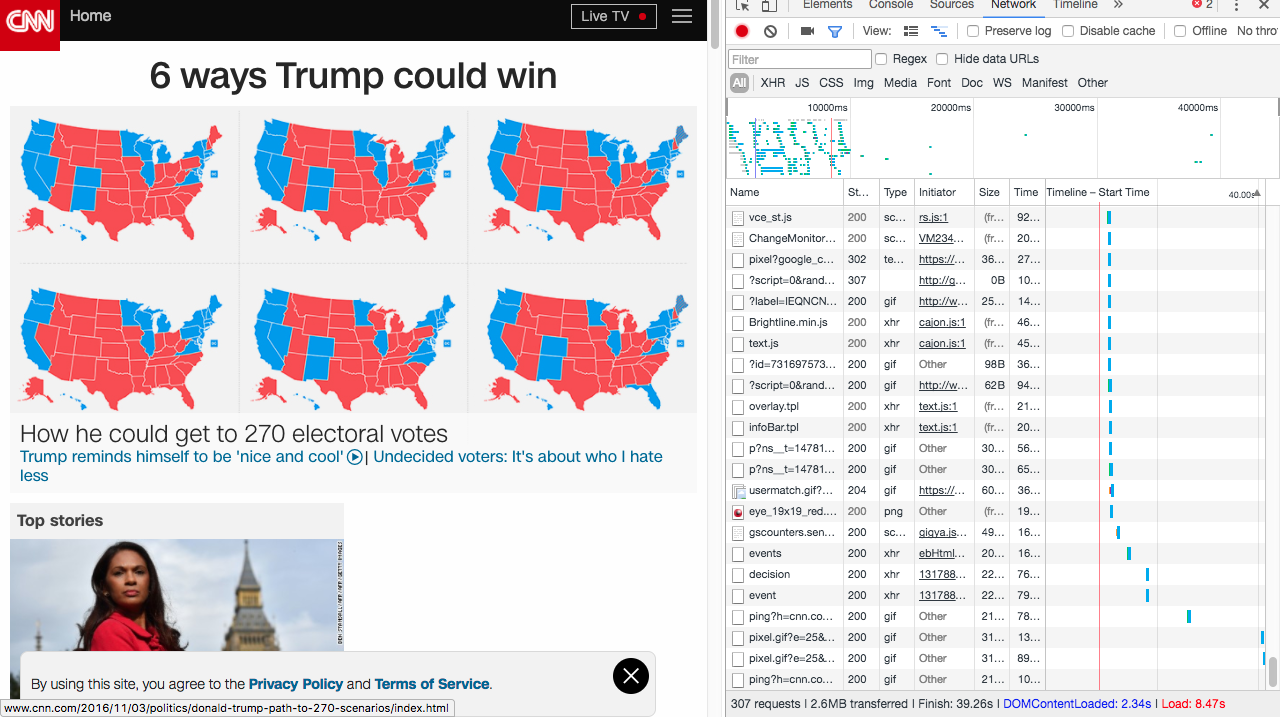 CNN Home Live TV
6 ways Trump could win
How he could get to 270 electoral votes
Trump reminds himself to be 'nice and cool' | Undecided voters: It's about who I hate
less
Top stories
By using this site, you agree to the Privacy Policy and Terms of Service.
www.cnn.com/2016/11/03/politics/donald-trump-path-to-270-scenarios/index.html
Elements Console Sources Network Timeline » 2
View: Preserve log Disable cache Offline No thro
Filter Regex Hide data URLs
All XHR JS CSS Img Media Font Doc WS Manifest Other
10000ms 20000ms 30000ms 40000ms
Name St... Type Initiator Size Time Timeline – Start Time 40.00s
vce_st.js 200 sc... rs.js:1 (fr... 92...
ChangeMonitor... 200 sc... VM234... (fr... 20...
pixel?google_c... 302 te... https://... 36... 27...
?script=0&rand... 307 http://g... 0B 10...
?label=IEQNCN... 200 gif http://w... 25... 14...
Brightline.min.js 200 xhr cajon.js:1 (fr... 46...
text.js 200 xhr cajon.js:1 (fr... 45...
?id=731697573... 200 gif Other 98B 36...
?script=0&rand... 200 gif http://w... 62B 94...
overlay.tpl 200 xhr text.js:1 (fr... 21...
infoBar.tpl 200 xhr text.js:1 (fr... 20...
p?ns__t=14781... 200 gif Other 30... 56...
p?ns__t=14781... 200 gif Other 30... 65...
usermatch.gif?... 204 gif https://... 60... 36...
eye_19x19_red.... 200 png Other (fr... 19...
gscounters.sen... 200 sc... gigya.js... 49... 16...
events 200 xhr ebHtml... 20... 16...
decision 200 xhr 131788... 22... 76...
event 200 xhr 131788... 22... 79...
ping?h=cnn.co... 200 gif Other 21... 78...
pixel.gif?e=25&... 200 gif Other 31... 13...
pixel.gif?e=25&... 200 gif Other 31... 89...
ping?h=cnn.co... 200 gif Other 21... 10...
307 requests | 2.6MB transferred | Finish: 39.26s | DOMContentLoaded: 2.34s | Load: 8.47s